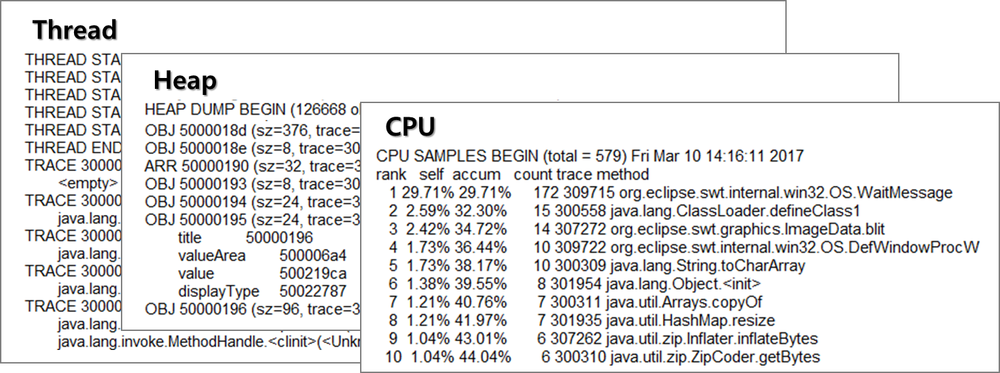 Thread
THREAD STA
THREAD STA
THREAD STA
THREAD STA
THREAD STA
THREAD END
TRACE 30000
<empty>
TRACE 30000
java.lang.
TRACE 30000
java.lang.
TRACE 30000
java.lang.
TRACE 30000
java.lang.
java.lang.invoke.MethodHandle.<clinit>(<Unkn
Heap
HEAP DUMP BEGIN (126668 o
OBJ 5000018d (sz=376, trace=
OBJ 5000018e (sz=8, trace=30
ARR 50000190 (sz=32, trace=3
OBJ 50000193 (sz=8, trace=30
OBJ 50000194 (sz=24, trace=3
OBJ 50000195 (sz=24, trace=3
title 50000196
valueArea 500006a4
value 500219ca
displayType 50022787
OBJ 50000196 (sz=96, trace=3
CPU
CPU SAMPLES BEGIN (total = 579) Fri Mar 10 14:16:11 2017
rank self accum count trace method
1 29.71% 29.71% 172 309715 org.eclipse.swt.internal.win32.OS.WaitMessage
2 2.59% 32.30% 15 300558 java.lang.ClassLoader.defineClass1
3 2.42% 34.72% 14 307272 org.eclipse.swt.graphics.ImageData.blit
4 1.73% 36.44% 10 309722 org.eclipse.swt.internal.win32.OS.DefWindowProcW
5 1.73% 38.17% 10 300309 java.lang.String.toCharArray
6 1.38% 39.55% 8 301954 java.lang.Object.<init>
7 1.21% 40.76% 7 300311 java.util.Arrays.copyOf
8 1.21% 41.97% 7 301935 java.util.HashMap.resize
9 1.04% 43.01% 6 307262 java.util.zip.Inflater.inflateBytes
10 1.04% 44.04% 6 300310 java.util.zip.ZipCoder.getBytes